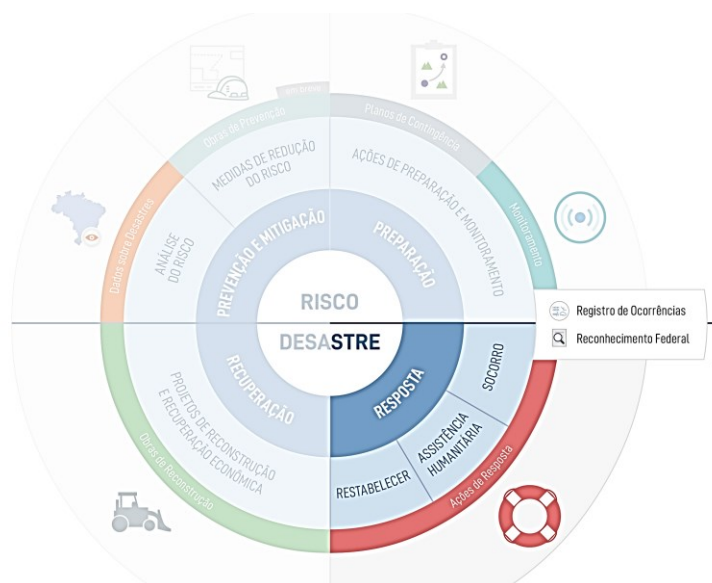 Obras de Prevenção
Planos de Contingência
MEDIDAS DE REDUÇÃO
DO RISCO
AÇÕES DE PREPARAÇÃO E MONITORAMENTO
Monitoramento
Dados sobre Desastres
ANÁLISE
DO RISCO
PREVENÇÃO E MITIGAÇÃO
PREPARAÇÃO
RISCO
DESASTRE
Registro de Ocorrências
Reconhecimento Federal
RECUPERAÇÃO
RESPOSTA
SOCORRO
ASSISTÊNCIA
HUMANITÁRIA
RESTABELECER
Ações de Resposta
PROJETOS DE RECONSTRUÇÃO
E RECUPERAÇÃO ECONÔMICA
Obras de Reconstrução